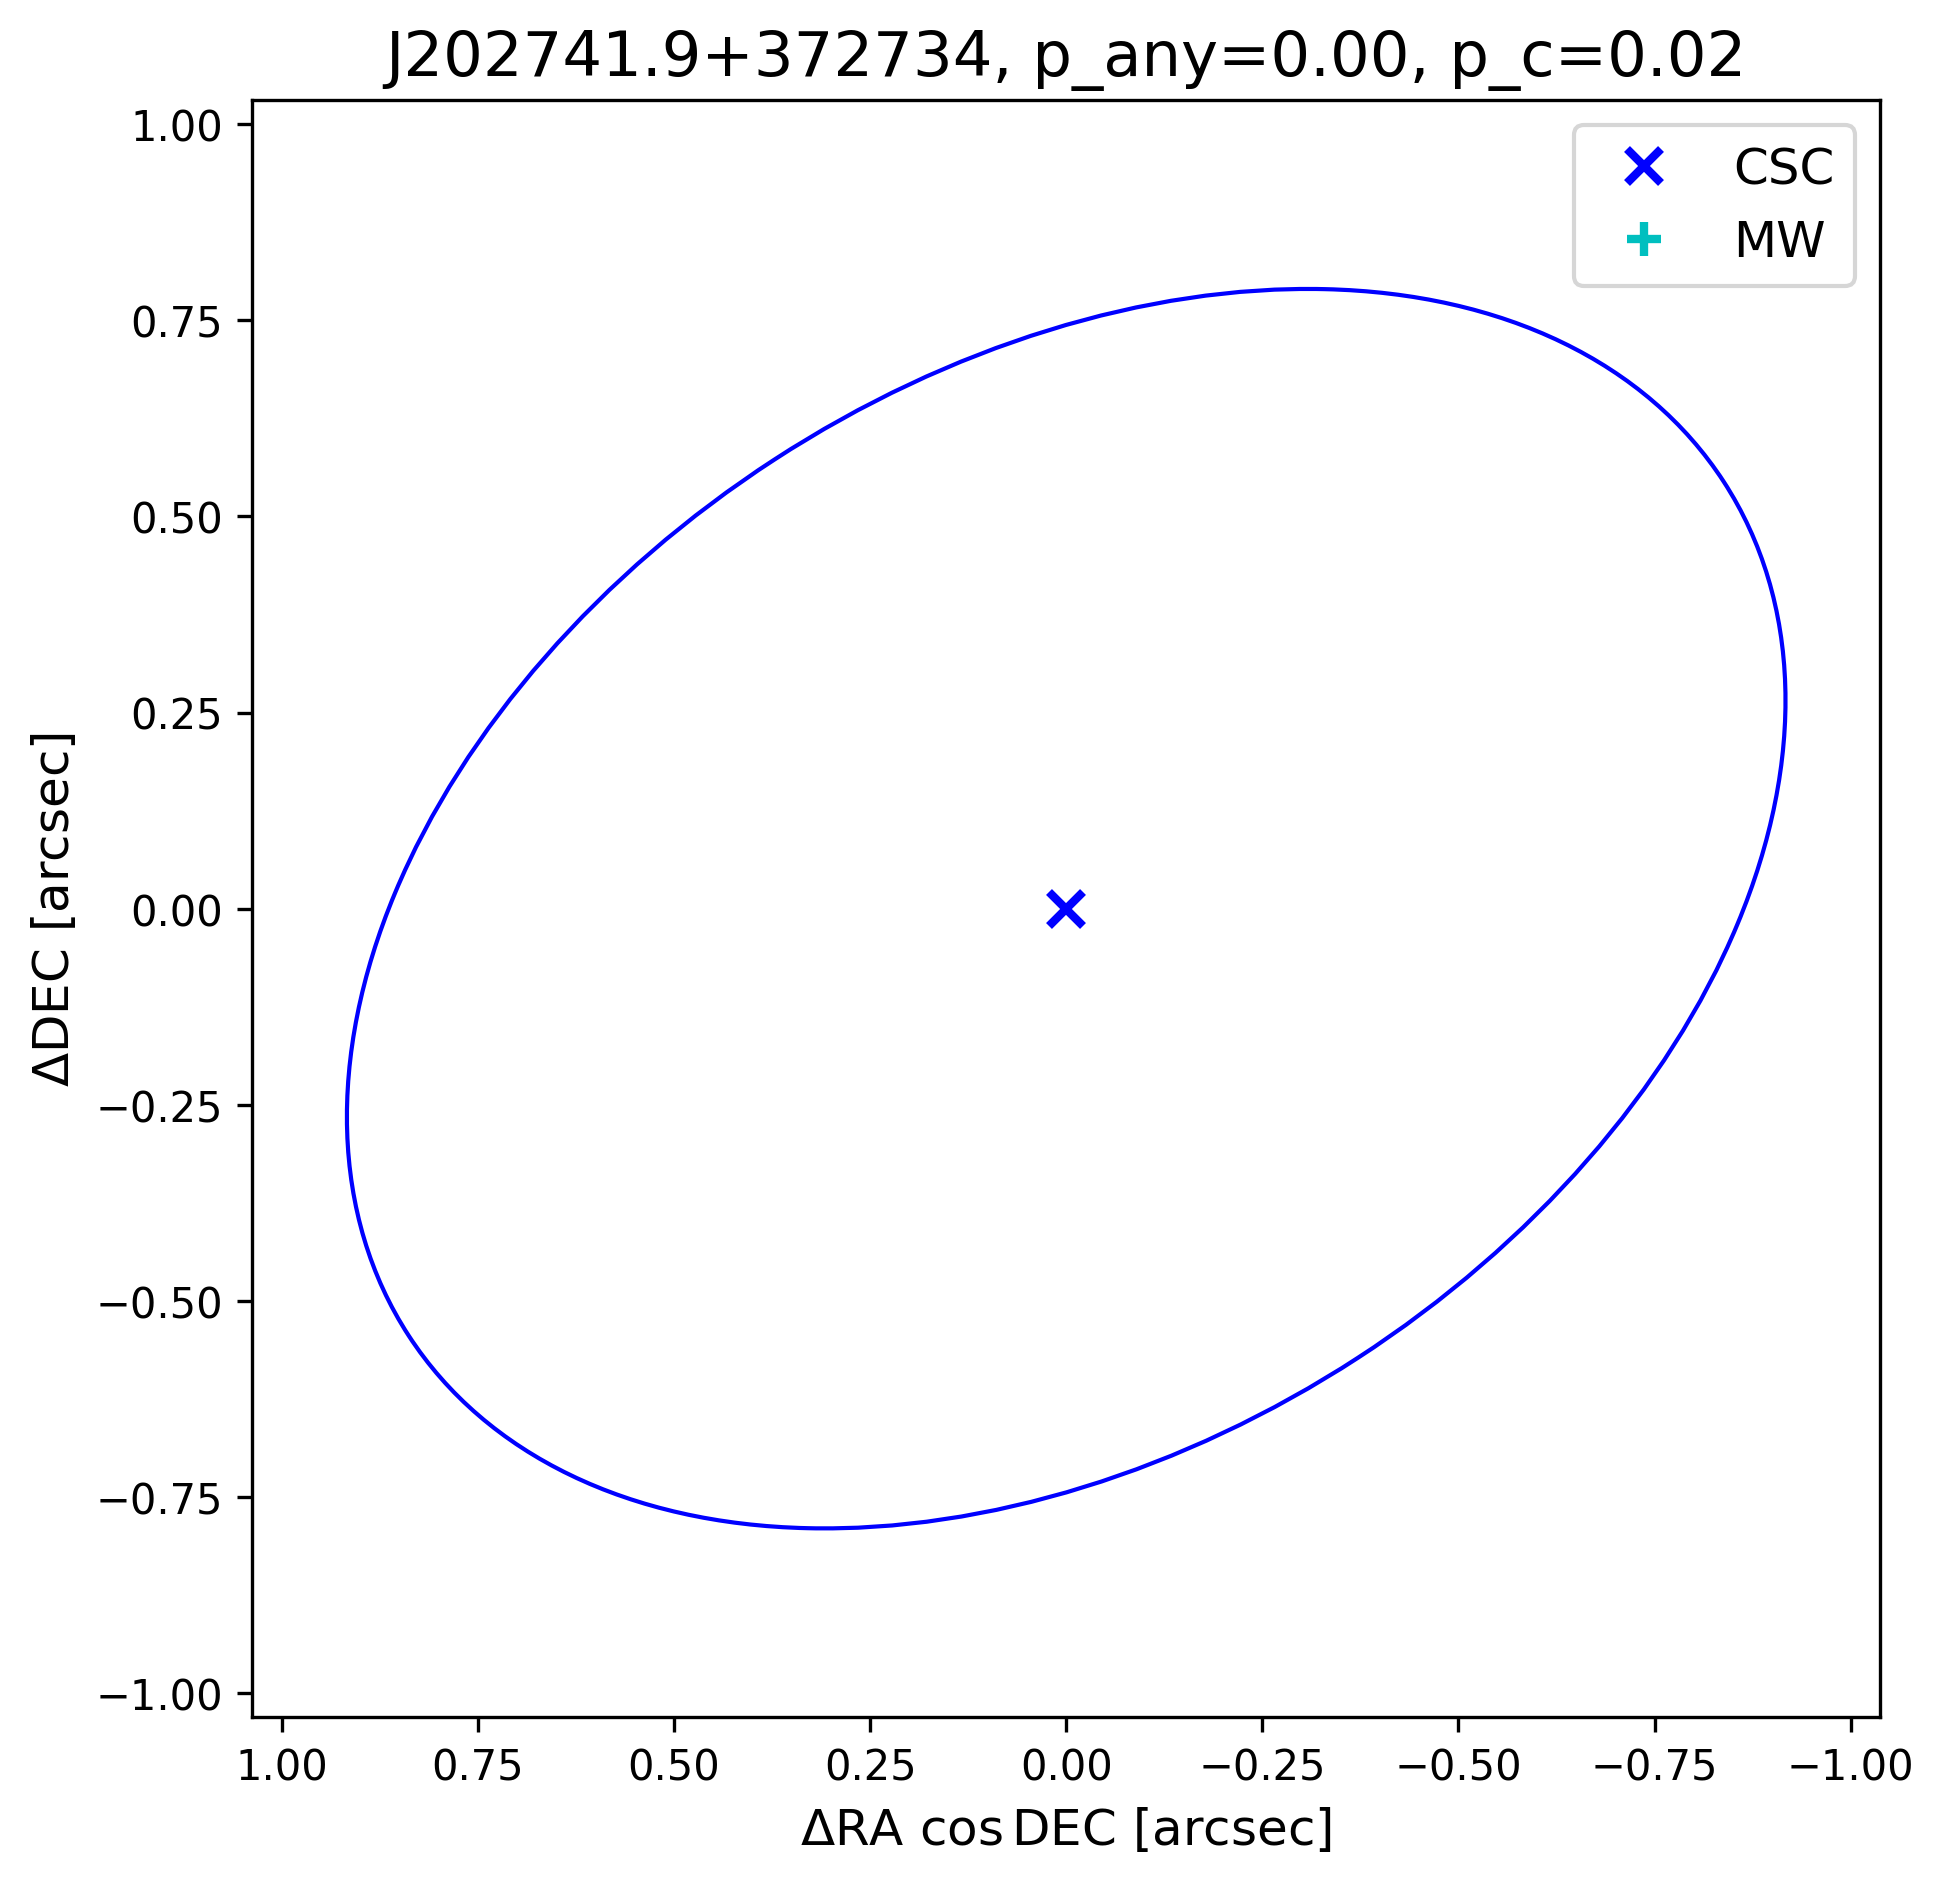 J202741.9+372734, p_any=0.00, p_c=0.02
CSC
MW
1.00
0.75
0.50
0.25
0.00
−0.25
−0.50
−0.75
−1.00
ΔDEC [arcsec]
1.00 0.75 0.50 0.25 0.00 −0.25 −0.50 −0.75 −1.00
ΔRA cos DEC [arcsec]